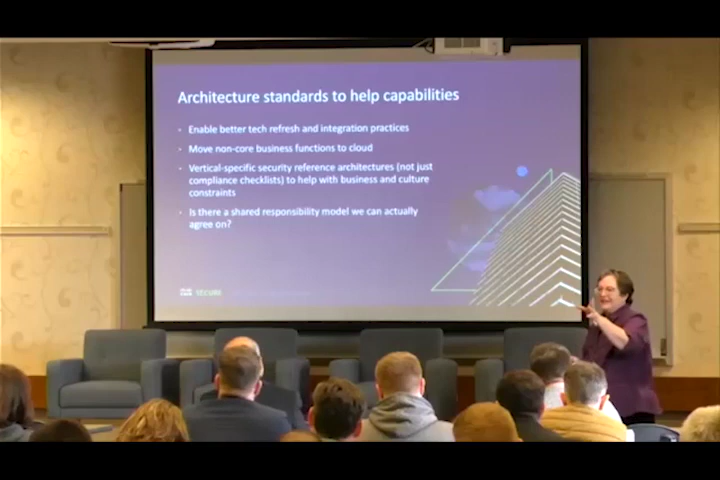 Architecture standards to help capabilities
· Enable better tech refresh and integration practices
· Move non-core business functions to cloud
· Vertical-specific security reference architectures (not just
compliance checklists) to help with business and culture
constraints
· Is there a shared responsibility model we can actually
agree on?
SECURE